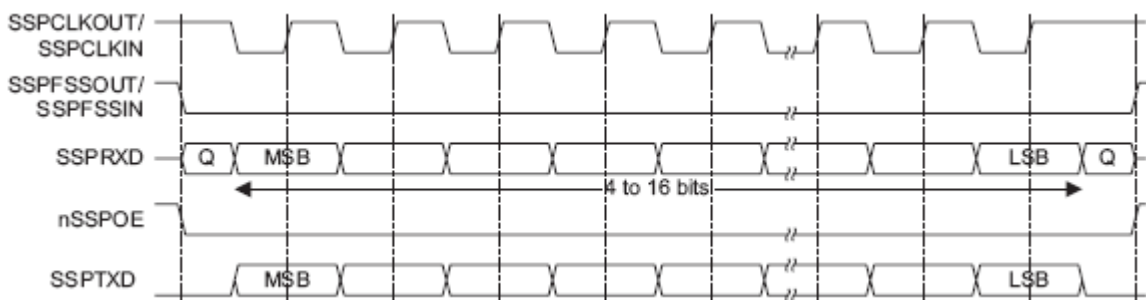 SSPCLKOUT/
SSPCLKIN
SSPFSSOUT/
SSPFSSIN
SSPRXD Q MSB LSB Q
4 to 16 bits
nSSPOE
SSPTXD MSB LSB